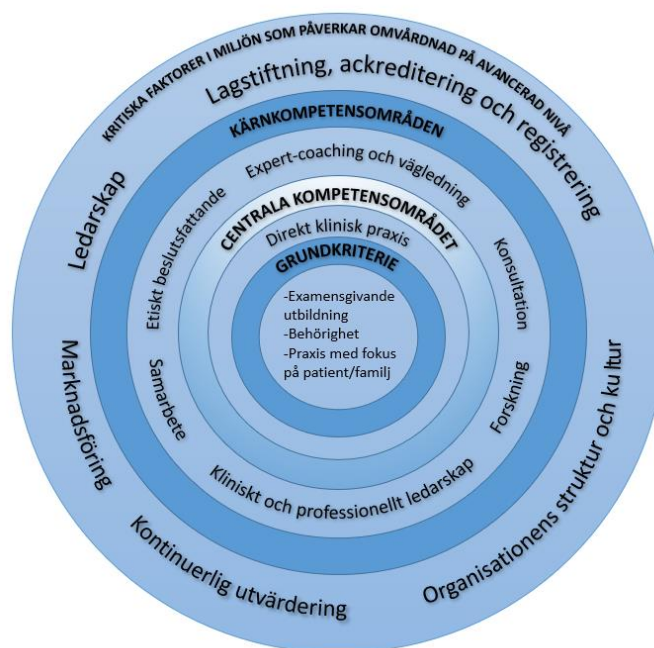 KRITISKA FAKTORER I MILJÖN SOM PÅVERKAR OMVÅRDNAD PÅ AVANCERAD NIVÅ
Lagstiftning, ackreditering och registrering
Ledarskap
Marknadsföring
Kontinuerlig utvärdering
Organisationens struktur och kultur
KÄRNKOMPETENSOMRÅDEN
Expert-coaching och vägledning
Etiskt beslutsfattande
Konsultation
Samarbete
Forskning
Kliniskt och professionellt ledarskap
CENTRALA KOMPETENSOMRÅDET
Direkt klinisk praxis
GRUNDKRITERIE
-Examensgivande
utbildning
-Behörighet
-Praxis med fokus
på patient/familj